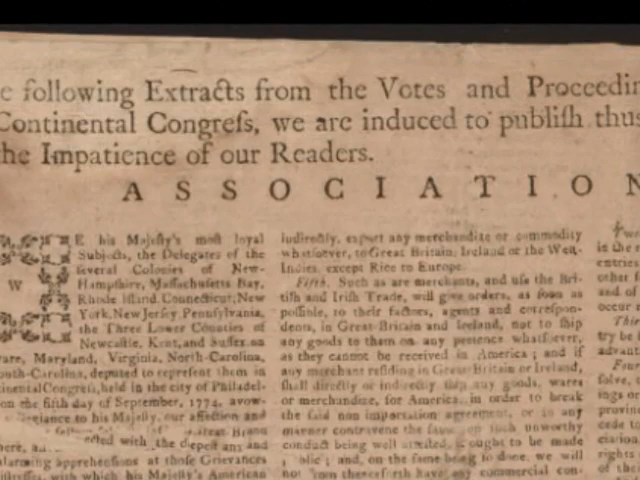 e following Extracts from the Votes and Proceedin
Continental Congress, we are induced to publish thus
the Impatience of our Readers.
ASSOCIATION
WE his Majesty's most loyal
Subjects, the Delegates of the
several Colonies of New-
Hampshire, Massachusetts Bay,
Rhode Island, Connecticut, New
York, New Jersey, Pennsylvania,
the Three Lower Counties of
Newcastle, Kent, and Sussex on
ware, Maryland, Virginia, North-Carolina,
outh-Carolina, deputed to represent them in
tinental Congress, held in the city of Philadel-
on the fifth day of September, 1774, avow-
legiance to his Majesty, our affection and
with the deepest
alarming apprehensions at those Grievances
with which his Majesty's American
indirectly, export any merchandize or commodity
whatsoever, to Great Britain, Ireland or the West-
Indies, except Rice to Europe.
Fifth. Such as are merchants, and use the Bri-
tish and Irish Trade, will give orders, as soon as
possible, to their factors, agents and correspon-
dents, in Great-Britain and Ireland, not to ship
any goods to them on any pretence whatsoever,
as they cannot be received in America; and if
any merchant residing in Great Britain or Ireland,
shall directly or indirectly ship any goods, wares
or merchandize, for America, in order to break
the said non importation agreement, or in any
manner contravene the same, on such unworthy
conduct being well attested, it ought to be made
; and, on the same being so done, we will
not from thenceforth have any commercial con-
in the
entries
other
and of
occur
try be
advant
Four
solve,
ings or
provinc
cede to
ciation
rights
of the